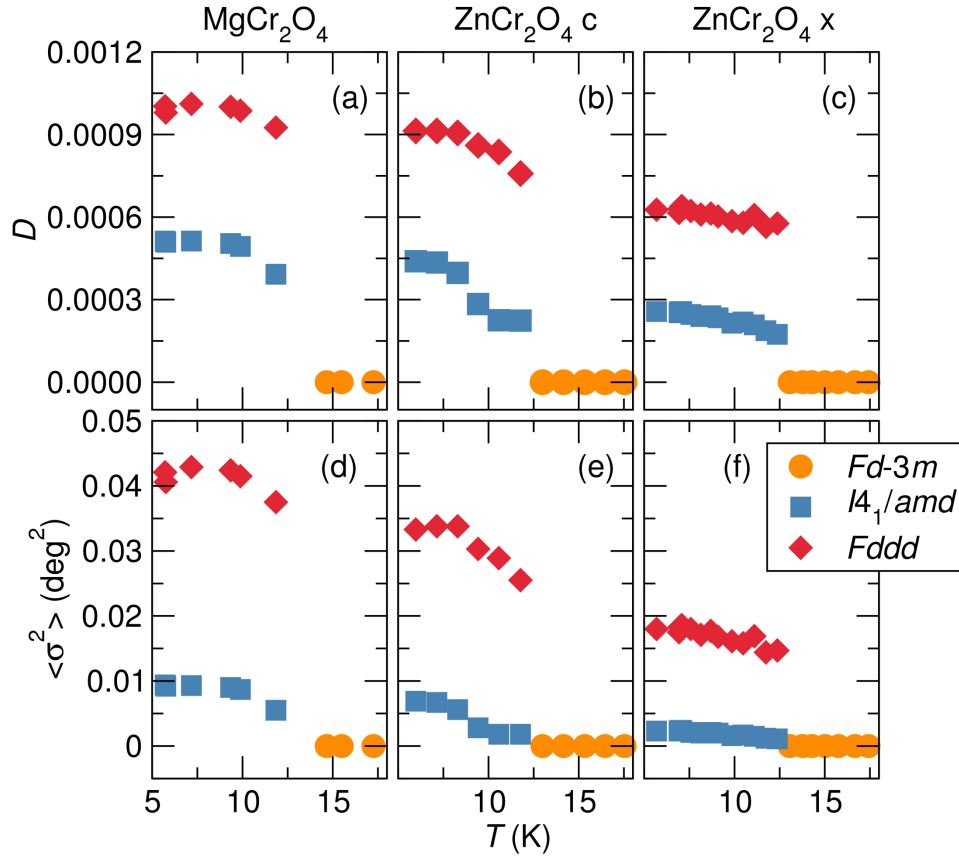 MgCr₂O₄ ZnCr₂O₄ c ZnCr₂O₄ x
0.0012
0.0009
0.0006
0.0003
0.0000
D
(a) (b) (c)
0.05
0.04
0.03
0.02
0.01
0
<σ²> (deg²)
(d) (e) (f)
Fd-3m
I4₁/amd
Fddd
5 10 15 10 15 10 15
T (K)